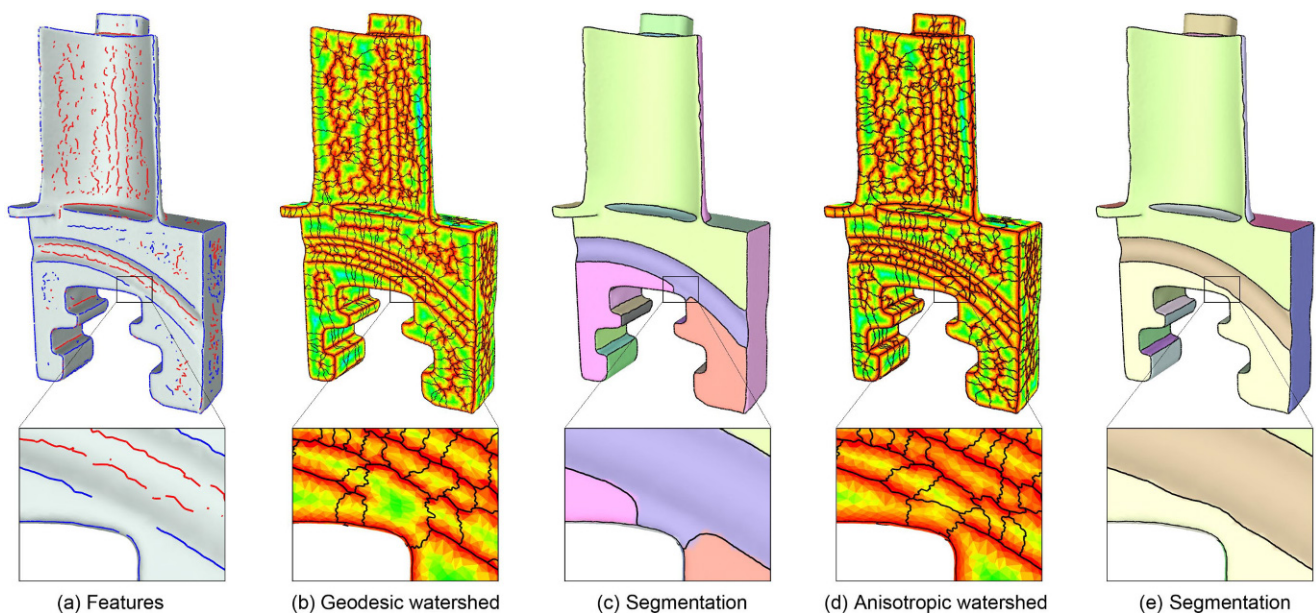 (a) Features
(b) Geodesic watershed
(c) Segmentation
(d) Anisotropic watershed
(e) Segmentation